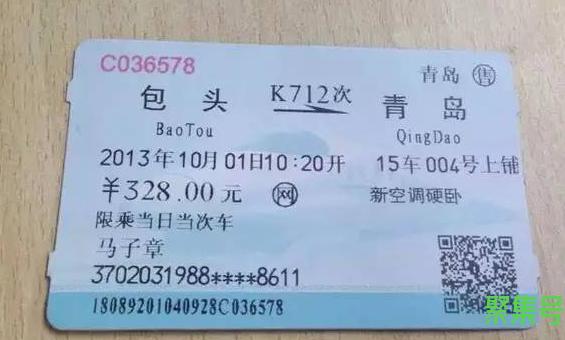 C036578
青岛 售
包头 K712次 青岛
BaoTou QingDao
2013年10月01日10:20开 15车004号上铺
￥328.00元 网 新空调硬卧
限乘当日当次车
马子章
3702031988****8611
18089201040928C036578
聚集号